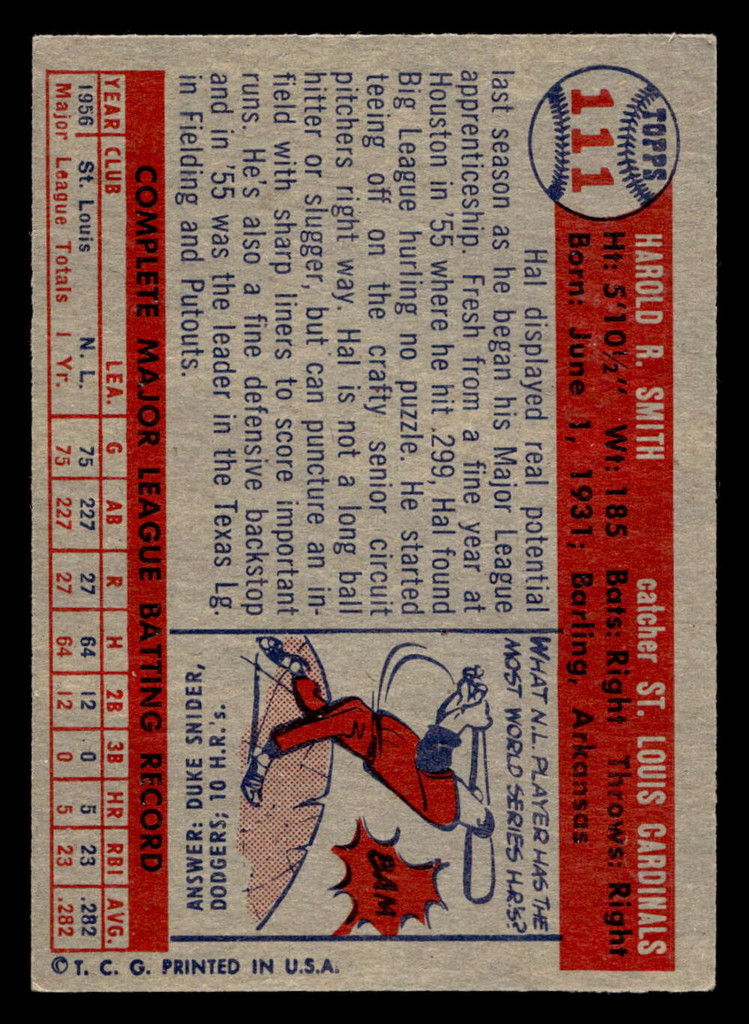 TOPPS
111
HAROLD R. SMITH catcher ST. LOUIS CARDINALS
Ht: 5'10½" Wt: 185 Bats: Right Throws: Right
Born: June 1, 1931; Barling, Arkansas
Hal displayed real potential
last season as he began his Major League
apprenticeship. Fresh from a fine year at
Houston in '55 where he hit .299, Hal found
Big League hurling no puzzle. He started
teeing off on the crafty senior circuit
pitchers right way. Hal is not a long ball
hitter or slugger, but can puncture an in-
field with sharp liners to score important
runs. He's also a fine defensive backstop
and in '55 was the leader in the Texas Lg.
in Fielding and Putouts.
WHAT N.L. PLAYER HAS THE
MOST WORLD SERIES H.R.'S?
BAM
ANSWER: DUKE SNIDER,
DODGERS; 10 H.R.'s.
COMPLETE MAJOR LEAGUE BATTING RECORD
YEAR CLUB LEA. G AB R H 2B 3B HR RBI AVG.
1956 St. Louis N. L. 75 227 27 64 12 0 5 23 .282
Major League Totals 1 Yr. 75 227 27 64 12 0 5 23 .282
© T. C. G. PRINTED IN U.S.A.